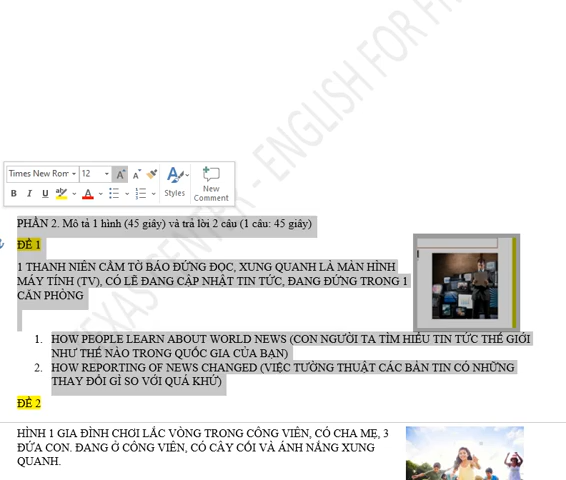 ENGLISH FOR FR
Times New Ron 12 A A Styles New
B I U aby A Comment
PHẦN 2. Mô tả 1 hình (45 giây) và trả lời 2 câu (1 câu: 45 giây)
ĐỀ 1
1 THANH NIÊN CẦM TỜ BÁO ĐỨNG ĐỌC, XUNG QUANH LÀ MÀN HÌNH
MÁY TÍNH (TV), CÓ LẼ ĐANG CẬP NHẬT TIN TỨC, ĐANG ĐỨNG TRONG 1
CĂN PHÒNG
1. HOW PEOPLE LEARN ABOUT WORLD NEWS (CON NGƯỜI TA TÌM HIỂU TIN TỨC THẾ GIỚI
NHƯ THẾ NÀO TRONG QUỐC GIA CỦA BẠN)
2. HOW REPORTING OF NEWS CHANGED (VIỆC TƯỜNG THUẬT CÁC BẢN TIN CÓ NHỮNG
THAY ĐỔI GÌ SO VỚI QUÁ KHỨ)
ĐỀ 2
HÌNH 1 GIA ĐÌNH CHƠI LẮC VÒNG TRONG CÔNG VIÊN, CÓ CHA MẸ, 3
ĐỨA CON. ĐANG Ở CÔNG VIÊN, CÓ CÂY CỐI VÀ ÁNH NẮNG XUNG
QUANH.